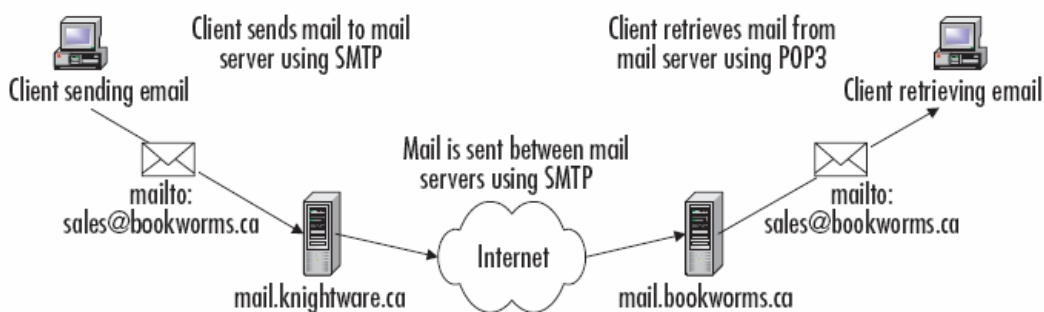 Client sends mail to mail
server using SMTP
Client retrieves mail from
mail server using POP3
Client sending email
Client retrieving email
Mail is sent between mail
servers using SMTP
mailto:
sales@bookworms.ca
mailto:
sales@bookworms.ca
Internet
mail.knightware.ca
mail.bookworms.ca